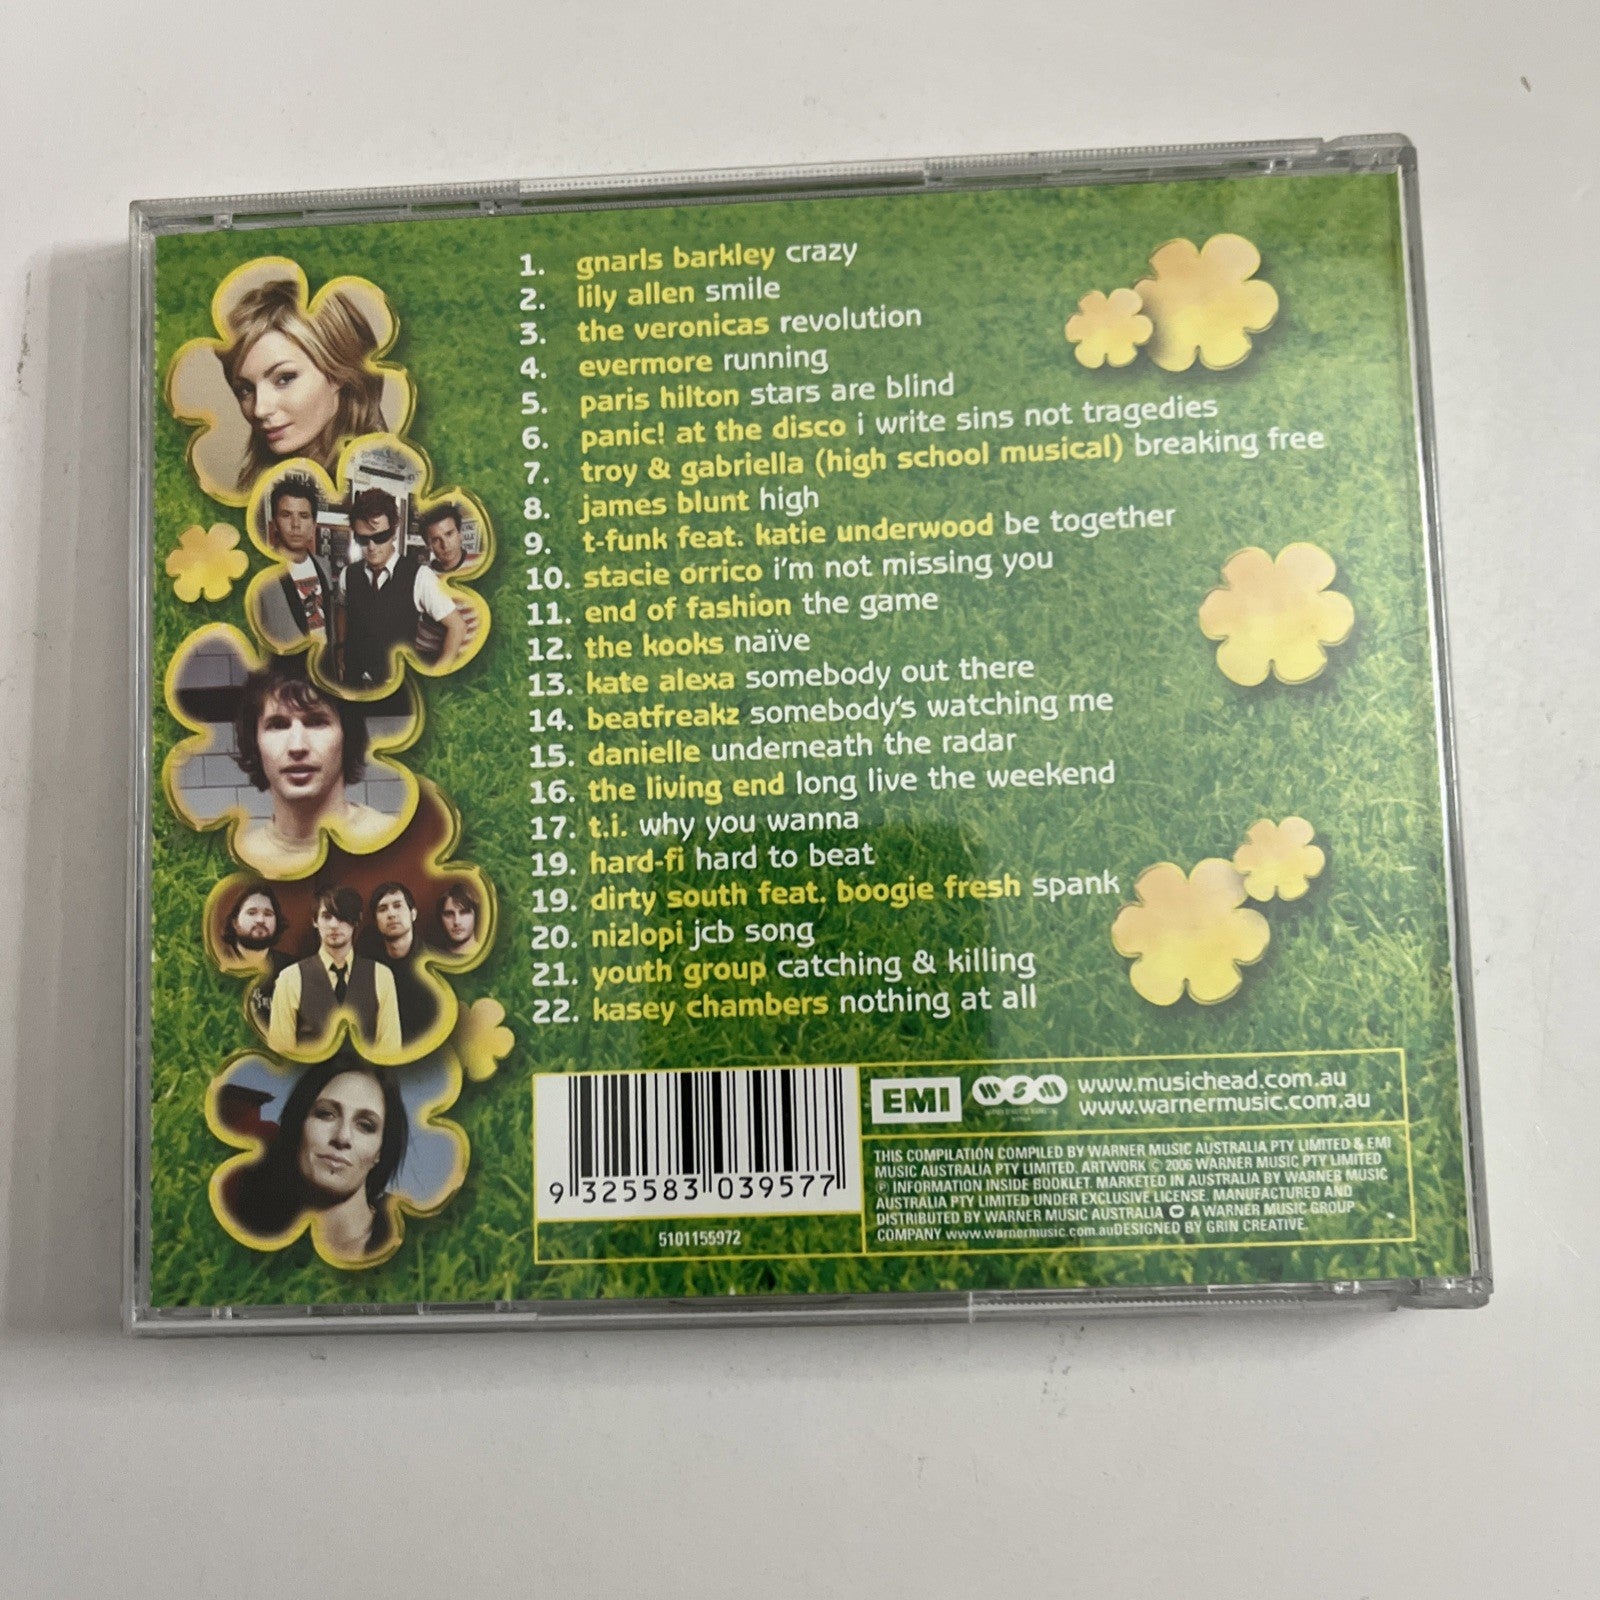 1. gnarls barkley crazy
2. lily allen smile
3. the veronicas revolution
4. evermore running
5. paris hilton stars are blind
6. panic! at the disco i write sins not tragedies
7. troy & gabriella (high school musical) breaking free
8. james blunt high
9. t-funk feat. katie underwood be together
10. stacie orrico i'm not missing you
11. end of fashion the game
12. the kooks naïve
13. kate alexa somebody out there
14. beatfreakz somebody's watching me
15. danielle underneath the radar
16. the living end long live the weekend
17. t.i. why you wanna
19. hard-fi hard to beat
19. dirty south feat. boogie fresh spank
20. nizlopi jcb song
21. youth group catching & killing
22. kasey chambers nothing at all
9 325583 039577
5101155972
EMI
www.musichead.com.au
www.warnermusic.com.au
THIS COMPILATION COMPILED BY WARNER MUSIC AUSTRALIA PTY LIMITED & EMI
MUSIC AUSTRALIA PTY LIMITED. ARTWORK © 2006 WARNER MUSIC PTY LIMITED
℗ INFORMATION INSIDE BOOKLET. MARKETED IN AUSTRALIA BY WARNER MUSIC
AUSTRALIA PTY LIMITED UNDER EXCLUSIVE LICENSE. MANUFACTURED AND
DISTRIBUTED BY WARNER MUSIC AUSTRALIA A WARNER MUSIC GROUP
COMPANY www.warnermusic.com.auDESIGNED BY GRIN CREATIVE.